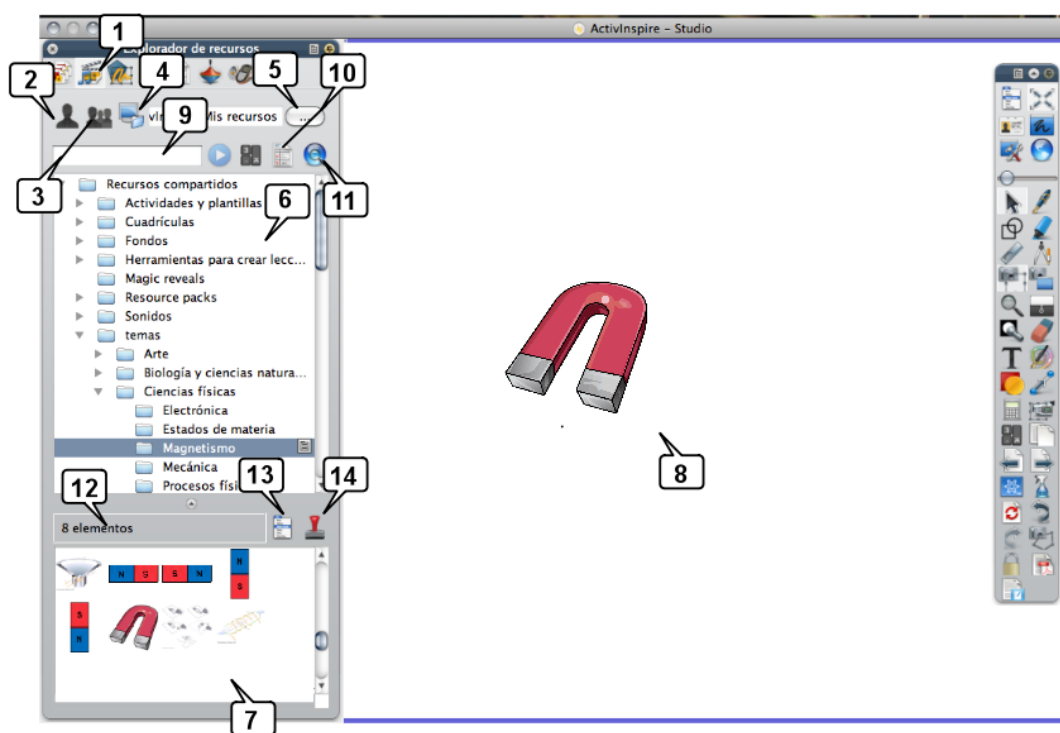 1
ActivInspire – Studio
Explorador de recursos
2
4
5
10
9
Mis recursos
...
3
11
Recursos compartidos
6
Actividades y plantillas
Cuadrículas
Fondos
Herramientas para crear lecc...
Magic reveals
Resource packs
Sonidos
temas
Arte
Biología y ciencias natura...
Ciencias físicas
Electrónica
Estados de materia
Magnetismo
Mecánica
8
12
13
14
8 elementos
N S S N
N
S
S
N
T
7